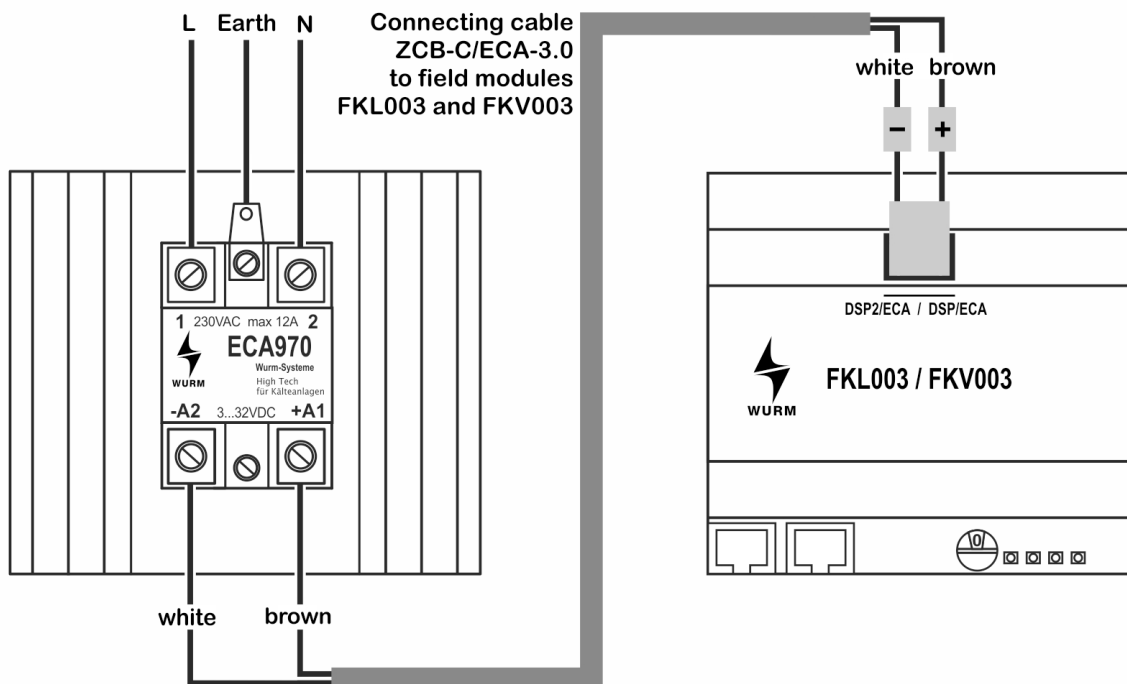 L Earth N
Connecting cable
ZCB-C/ECA-3.0
to field modules
FKL003 and FKV003
white brown
- +
1 230VAC max 12A 2
ECA970
Wurm-Systeme
High Tech
für Kälteanlagen
WURM
-A2 3...32VDC +A1
white brown
DSP2/ECA / DSP/ECA
FKL003 / FKV003
WURM
0